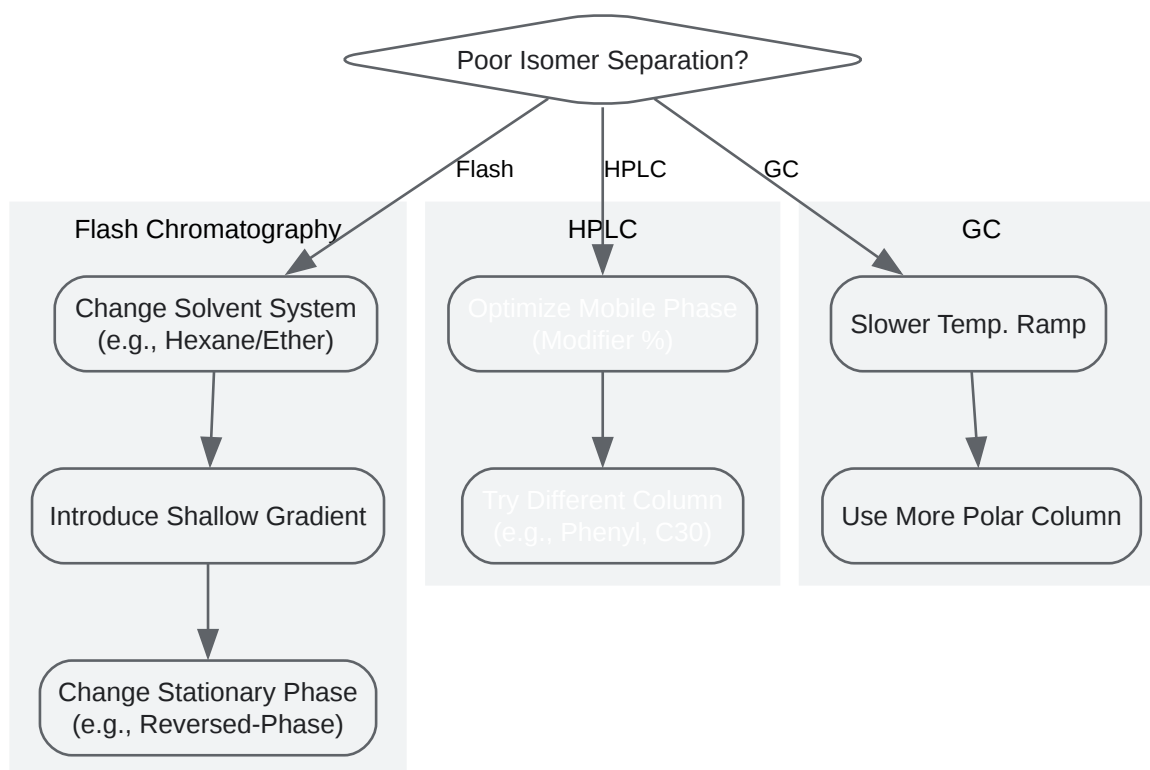 Poor Isomer Separation?
Flash
HPLC
GC
Flash Chromatography
Change Solvent System
(e.g., Hexane/Ether)
Introduce Shallow Gradient
Change Stationary Phase
(e.g., Reversed-Phase)
HPLC
Optimize Mobile Phase
(Modifier %)
Try Different Column
(e.g., Phenyl, C30)
GC
Slower Temp. Ramp
Use More Polar Column